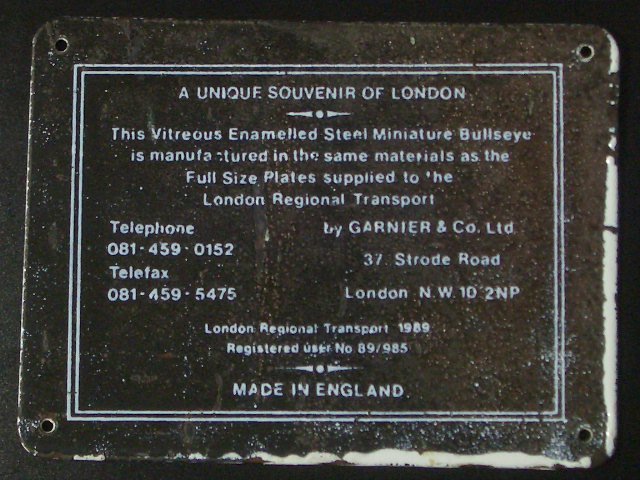 A UNIQUE SOUVENIR OF LONDON
This Vitreous Enamelled Steel Miniature Bullseye
is manufactured in the same materials as the
Full Size Plates supplied to the
London Regional Transport
Telephone
081-459-0152
Telefax
081-459-5475
by GARNIER & Co. Ltd
37, Strode Road
London N.W.10 2NP
London Regional Transport 1989
Registered user No 89/985
MADE IN ENGLAND